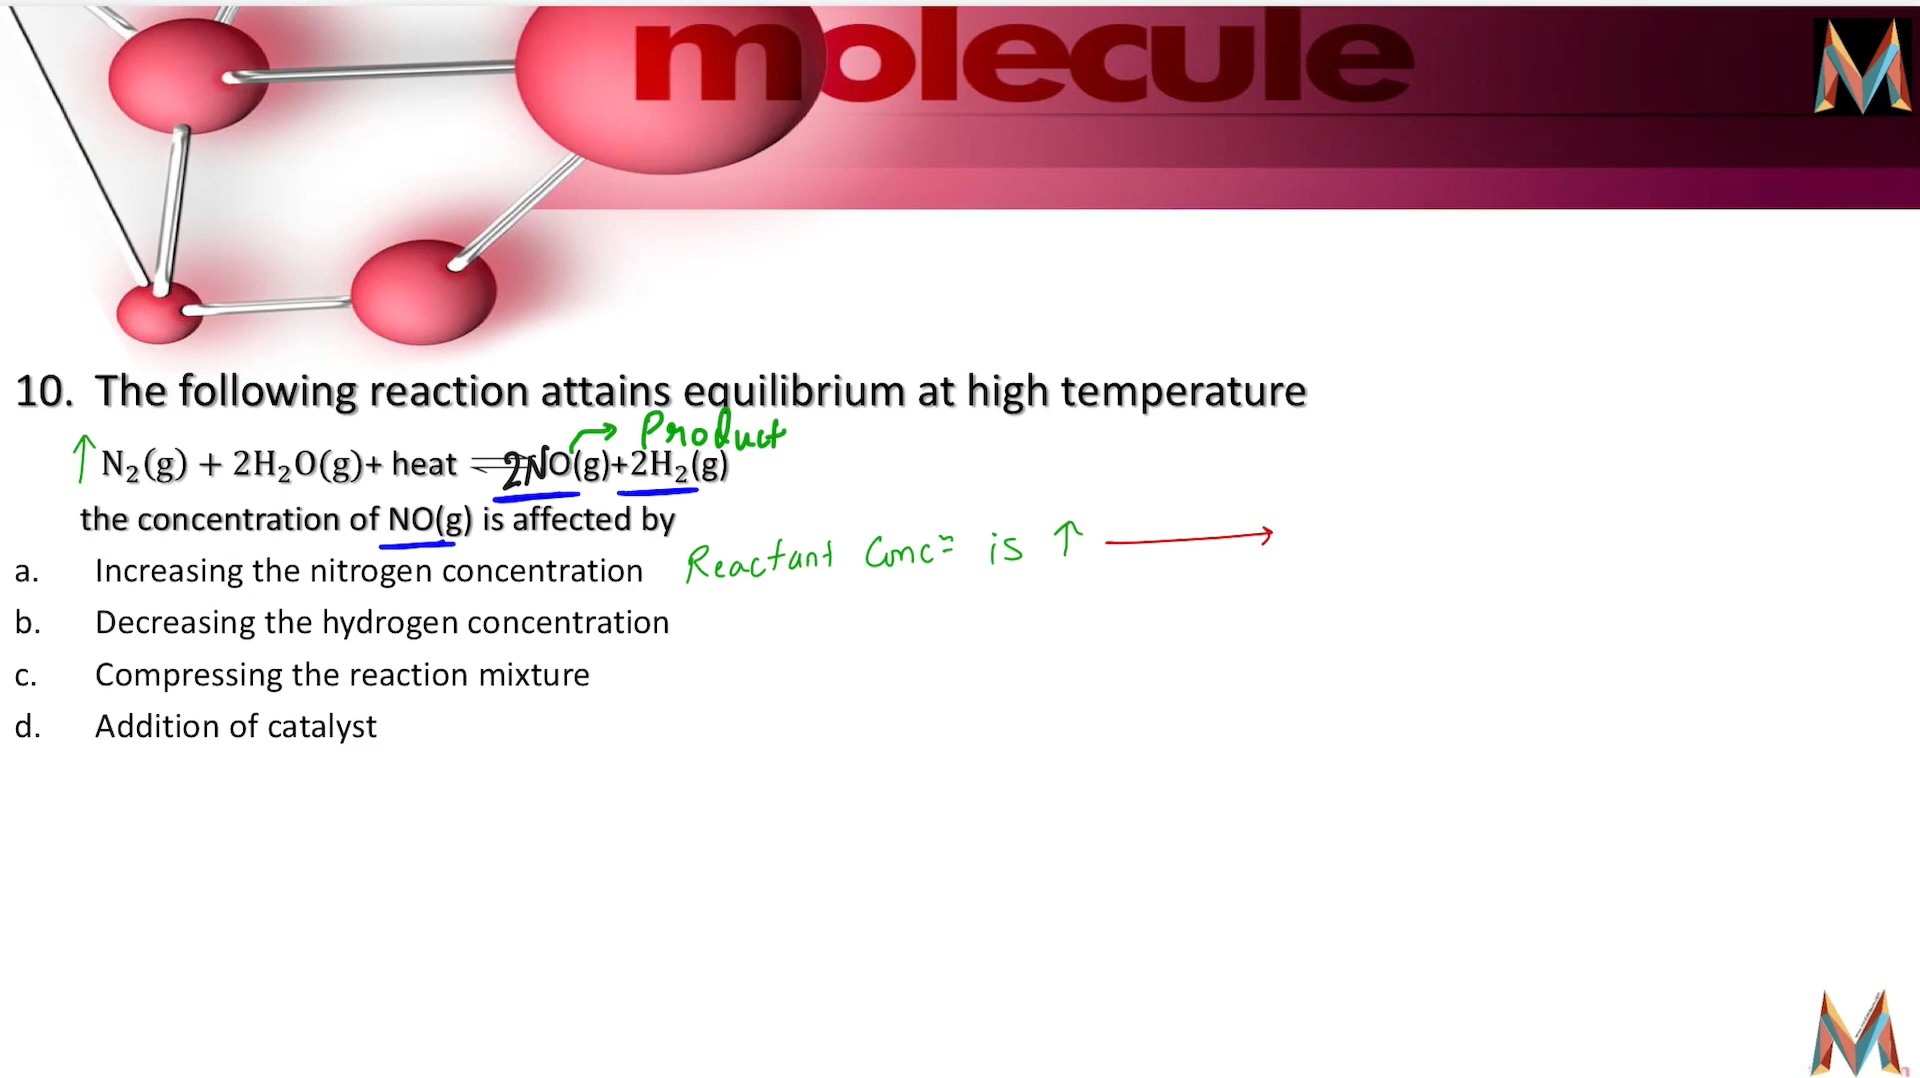 molecule
10. The following reaction attains equilibrium at high temperature
Product
↑ N₂(g) + 2H₂O(g)+ heat ⇌ 2NO(g)+2H₂(g)
the concentration of NO(g) is affected by
a. Increasing the nitrogen concentration Reactant Concⁿ is ↑ →
b. Decreasing the hydrogen concentration
c. Compressing the reaction mixture
d. Addition of catalyst